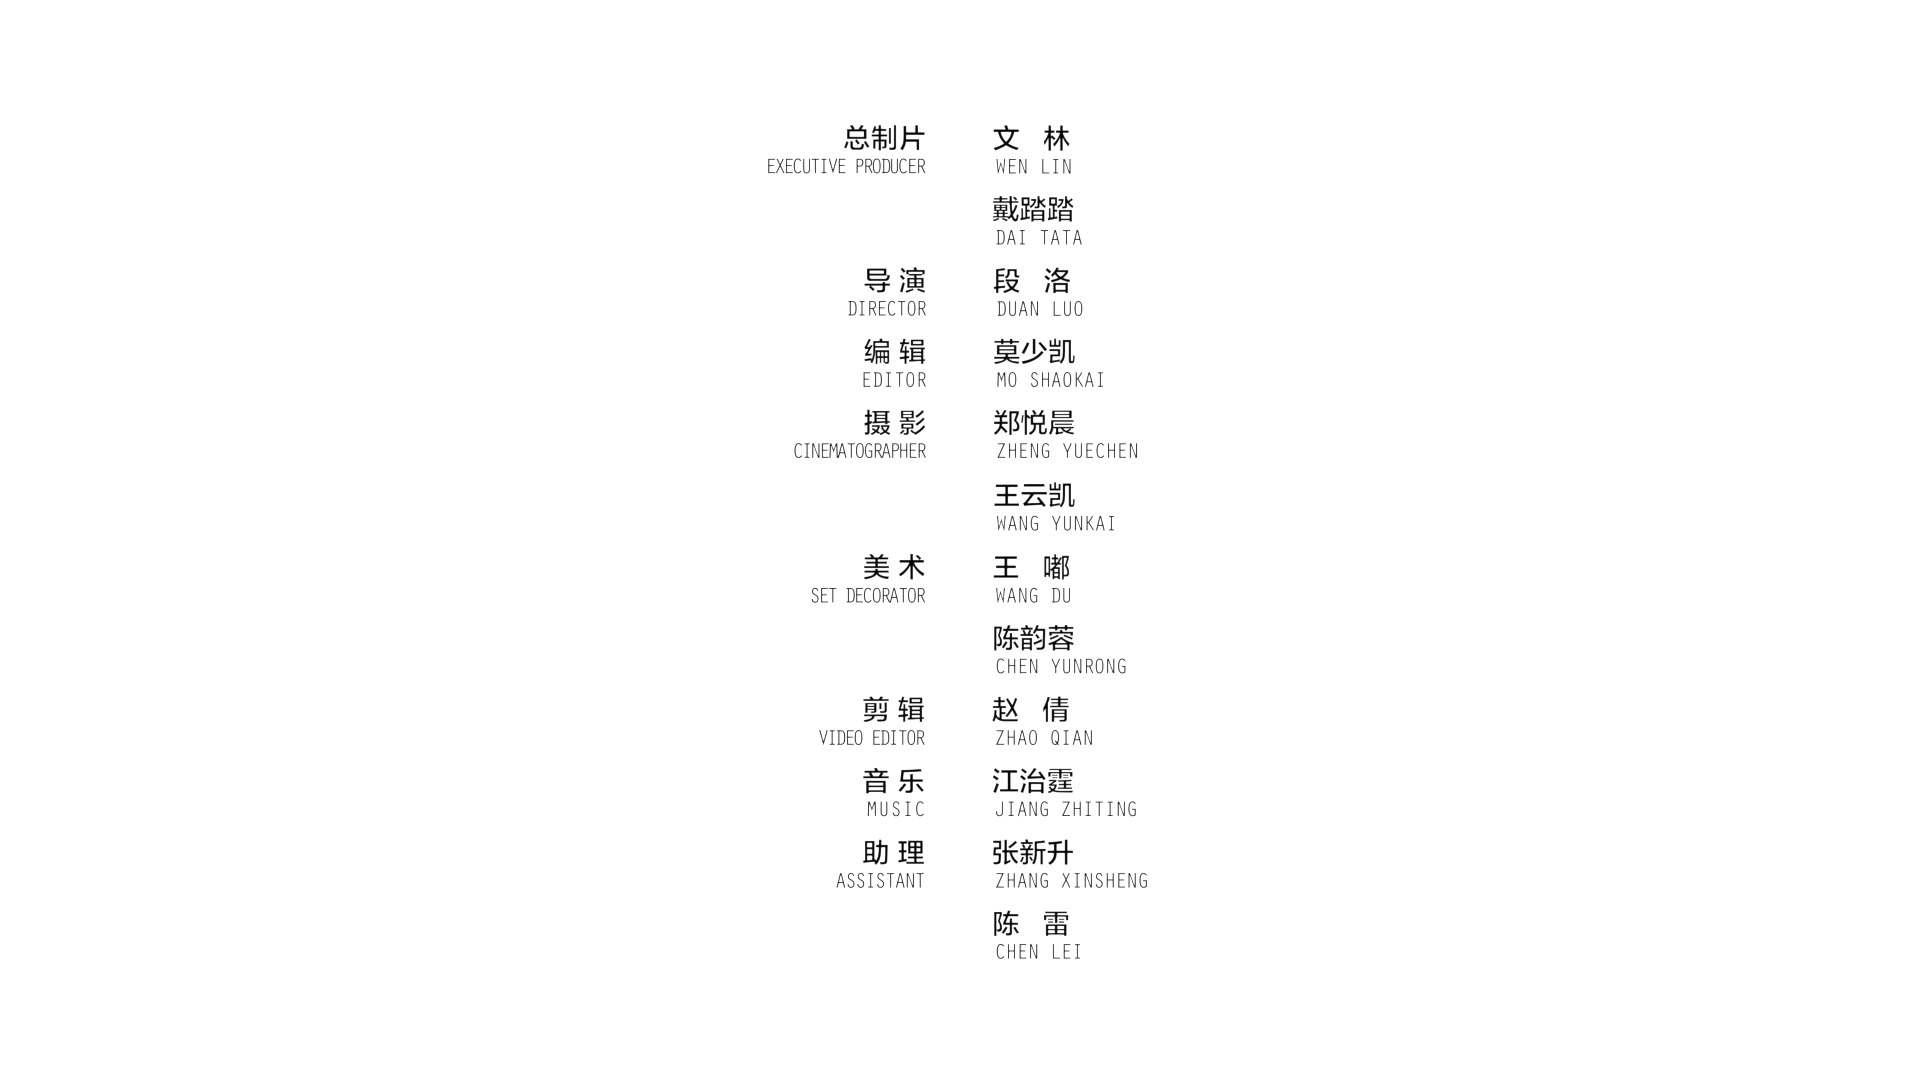 总制片 文 林
EXECUTIVE PRODUCER WEN LIN
戴踏踏
DAI TATA
导 演 段 洛
DIRECTOR DUAN LUO
编 辑 莫少凯
EDITOR MO SHAOKAI
摄 影 郑悦晨
CINEMATOGRAPHER ZHENG YUECHEN
王云凯
WANG YUNKAI
美 术 王 嘟
SET DECORATOR WANG DU
陈韵蓉
CHEN YUNRONG
剪 辑 赵 倩
VIDEO EDITOR ZHAO QIAN
音 乐 江治霆
MUSIC JIANG ZHITING
助 理 张新升
ASSISTANT ZHANG XINSHENG
陈 雷
CHEN LEI